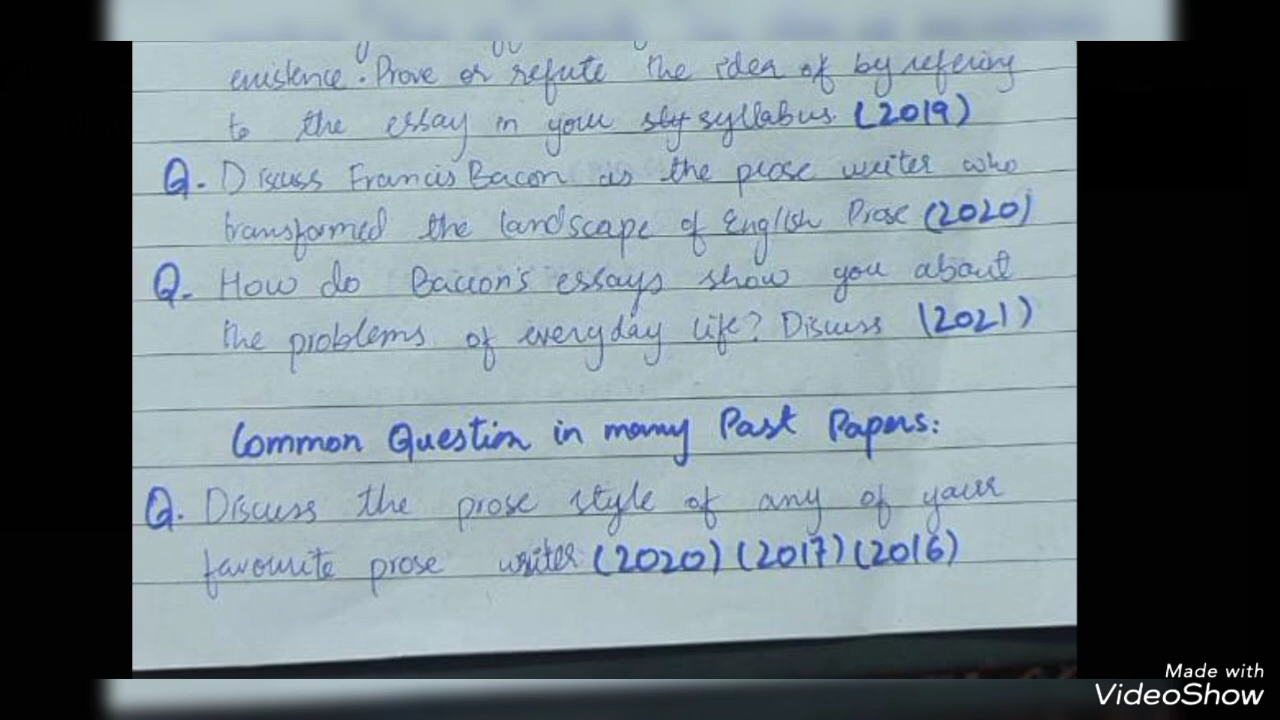 existence". Prove or refute the idea of by refering
to the essay in your sty syllabus. (2019)
Q. Discuss Francis Bacon as the prose writer who
transformed the landscape of English Prose (2020)
Q. How do Baccon's essays show you about
the problems of everyday life? Discuss (2021)
Common Question in many Past Papers:
Q. Discuss the prose style of any of your
favourite prose writer (2020) (2017) (2016)
Made with
VideoShow